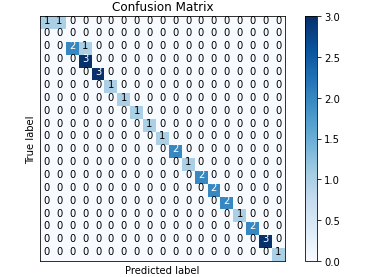 Confusion Matrix
1 1 0 0 0 0 0 0 0 0 0 0 0 0 0 0 0 0 0
0 0 0 0 0 0 0 0 0 0 0 0 0 0 0 0 0 0 0
0 0 2 1 0 0 0 0 0 0 0 0 0 0 0 0 0 0 0
0 0 0 3 0 0 0 0 0 0 0 0 0 0 0 0 0 0 0
0 0 0 0 3 0 0 0 0 0 0 0 0 0 0 0 0 0 0
0 0 0 0 0 1 0 0 0 0 0 0 0 0 0 0 0 0 0
0 0 0 0 0 0 1 0 0 0 0 0 0 0 0 0 0 0 0
0 0 0 0 0 0 0 1 0 0 0 0 0 0 0 0 0 0 0
0 0 0 0 0 0 0 0 1 0 0 0 0 0 0 0 0 0 0
0 0 0 0 0 0 0 0 0 1 0 0 0 0 0 0 0 0 0
0 0 0 0 0 0 0 0 0 0 2 0 0 0 0 0 0 0 0
0 0 0 0 0 0 0 0 0 0 0 1 0 0 0 0 0 0 0
0 0 0 0 0 0 0 0 0 0 0 0 2 0 0 0 0 0 0
0 0 0 0 0 0 0 0 0 0 0 0 0 2 0 0 0 0 0
0 0 0 0 0 0 0 0 0 0 0 0 0 0 2 0 0 0 0
0 0 0 0 0 0 0 0 0 0 0 0 0 0 0 1 0 0 0
0 0 0 0 0 0 0 0 0 0 0 0 0 0 0 0 2 0 0
0 0 0 0 0 0 0 0 0 0 0 0 0 0 0 0 0 3 0
0 0 0 0 0 0 0 0 0 0 0 0 0 0 0 0 0 0 1
True label
Predicted label
3.0
2.5
2.0
1.5
1.0
0.5
0.0